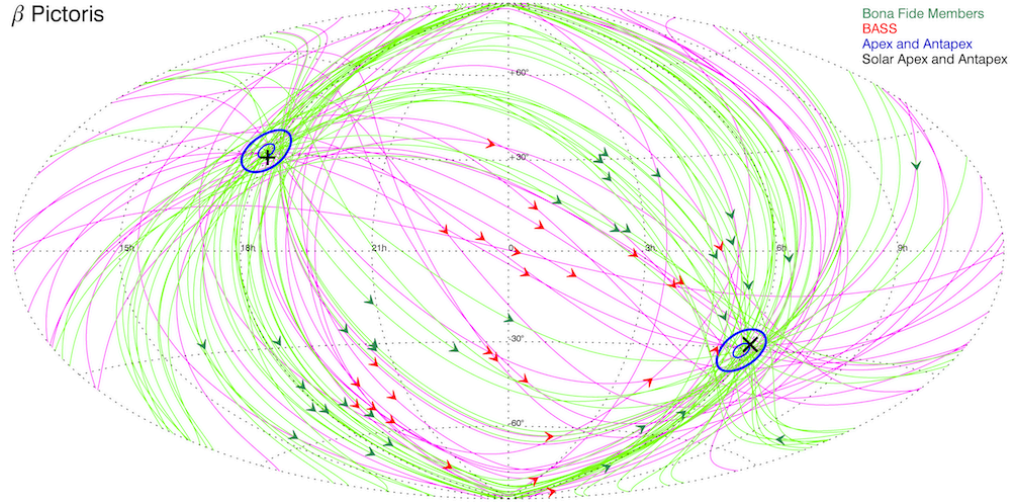 β Pictoris
Bona Fide Members
BASS
Apex and Antapex
Solar Apex and Antapex
+60°
+30°
15h 18h 21h 0 3h 6h 9h
-30°
-60°